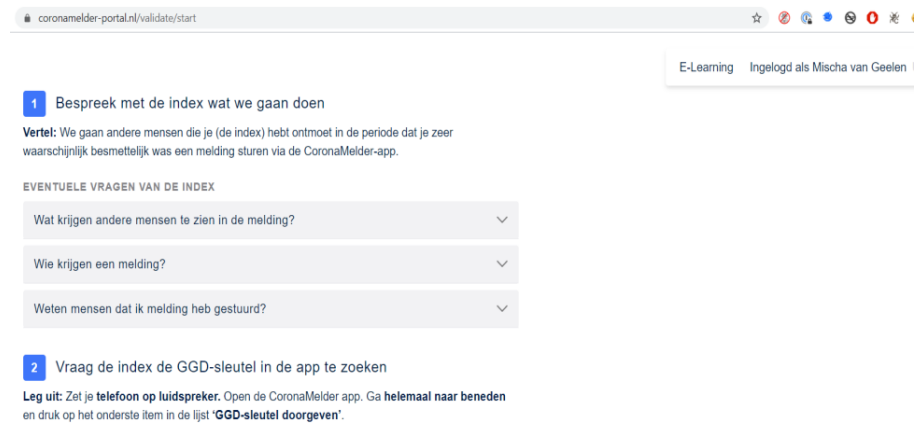 coronamelder-portal.nl/validate/start
E-Learning Ingelogd als Mischa van Geelen
1 Bespreek met de index wat we gaan doen
Vertel: We gaan andere mensen die je (de index) hebt ontmoet in de periode dat je zeer
waarschijnlijk besmettelijk was een melding sturen via de CoronaMelder-app.
EVENTUELE VRAGEN VAN DE INDEX
Wat krijgen andere mensen te zien in de melding?
Wie krijgen een melding?
Weten mensen dat ik melding heb gestuurd?
2 Vraag de index de GGD-sleutel in de app te zoeken
Leg uit: Zet je telefoon op luidspreker. Open de CoronaMelder app. Ga helemaal naar beneden
en druk op het onderste item in de lijst ‘GGD-sleutel doorgeven’.